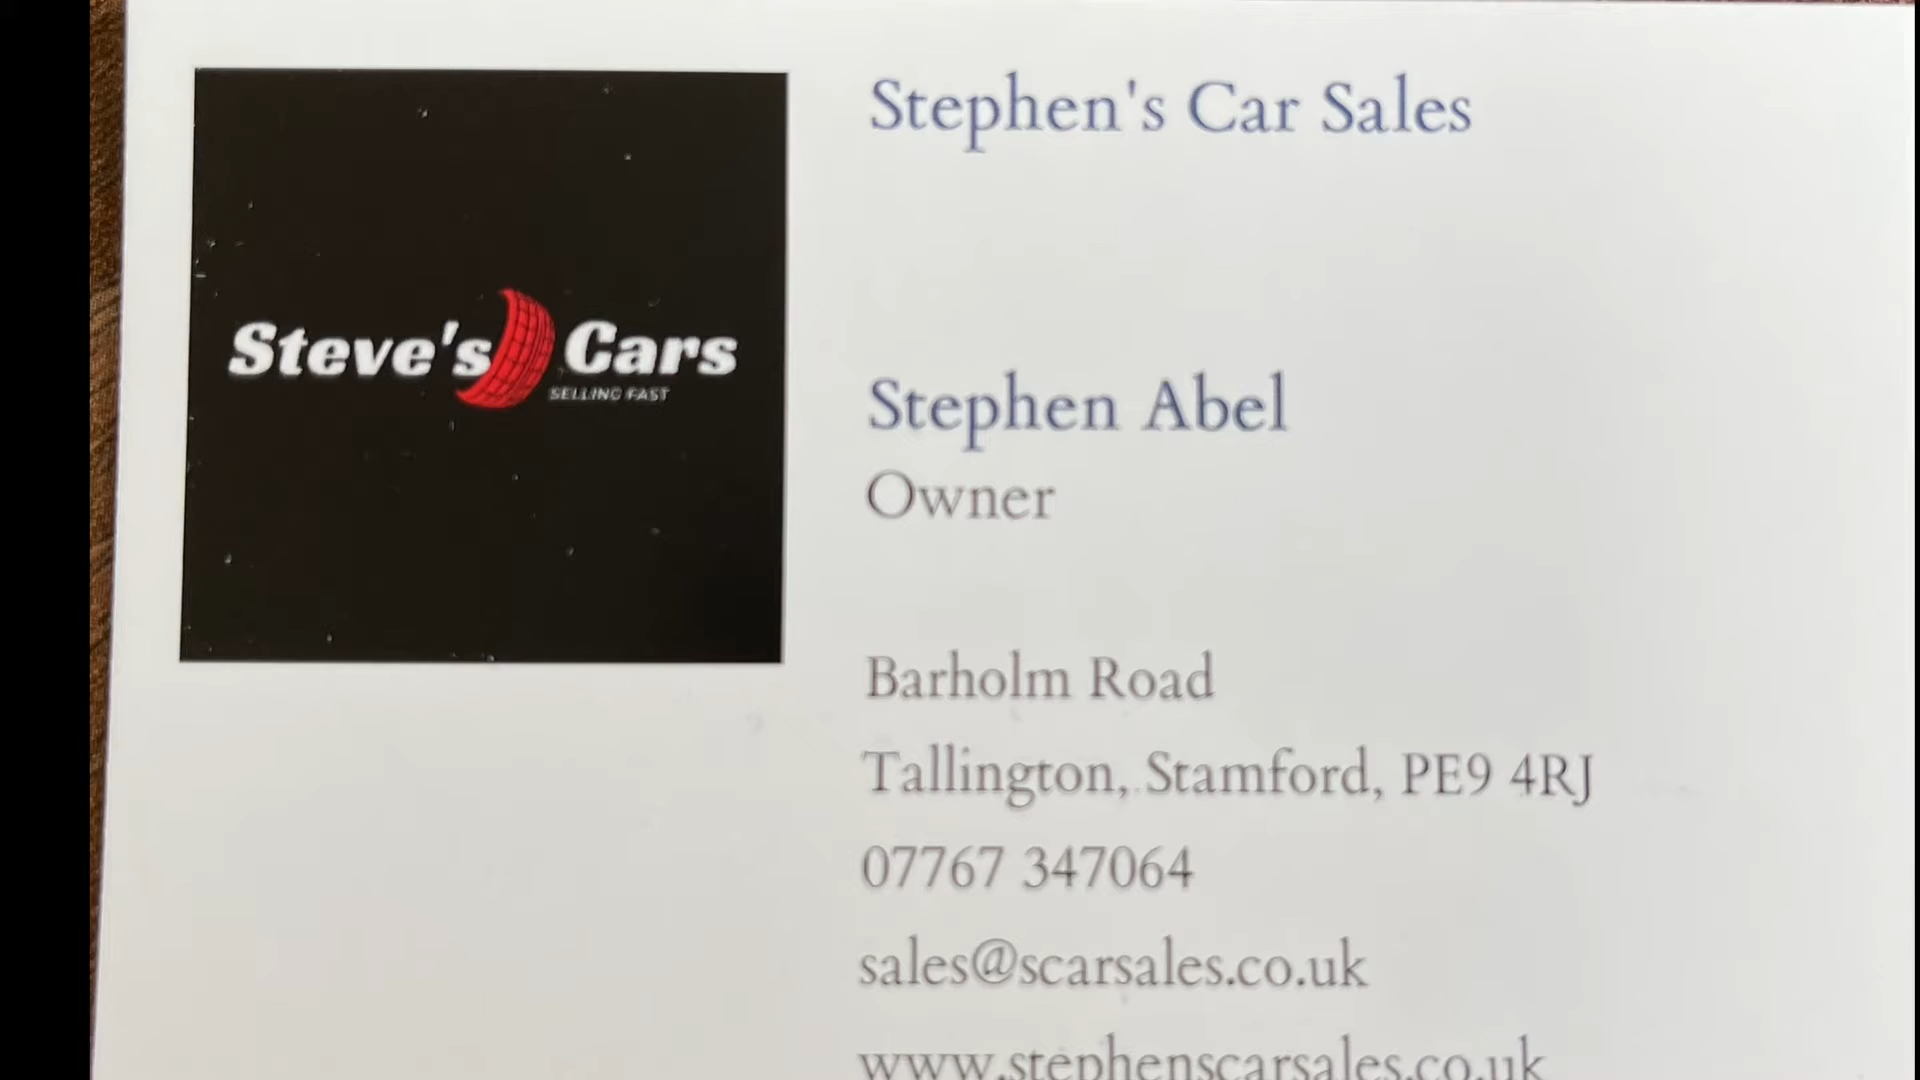 Steve's Cars
SELLING FAST
Stephen's Car Sales
Stephen Abel
Owner
Barholm Road
Tallington, Stamford, PE9 4RJ
07767 347064
sales@scarsales.co.uk
www.stephenscarsales.co.uk